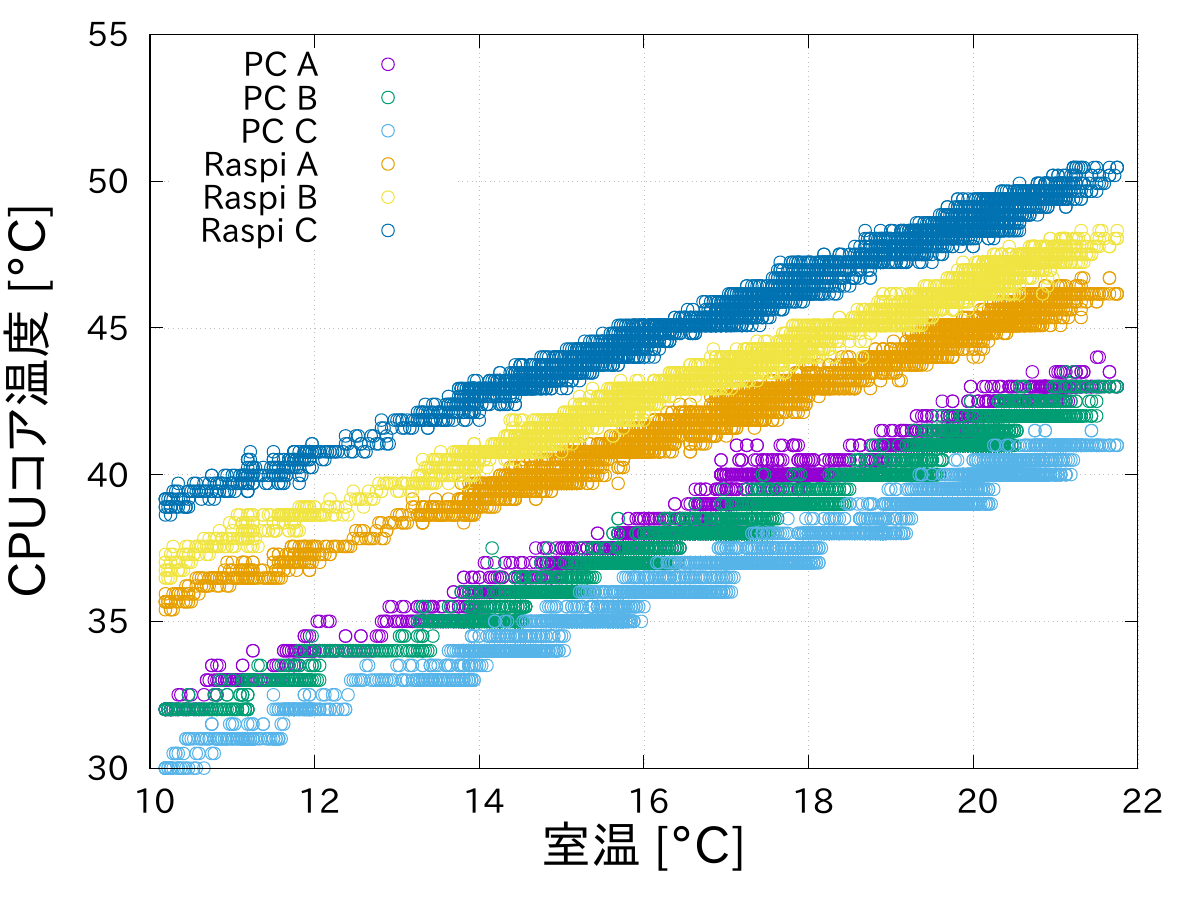 55
50
45
40
35
30
10 12 14 16 18 20 22
PC A
PC B
PC C
Raspi A
Raspi B
Raspi C
CPUコア温度 [°C]
室温 [°C]